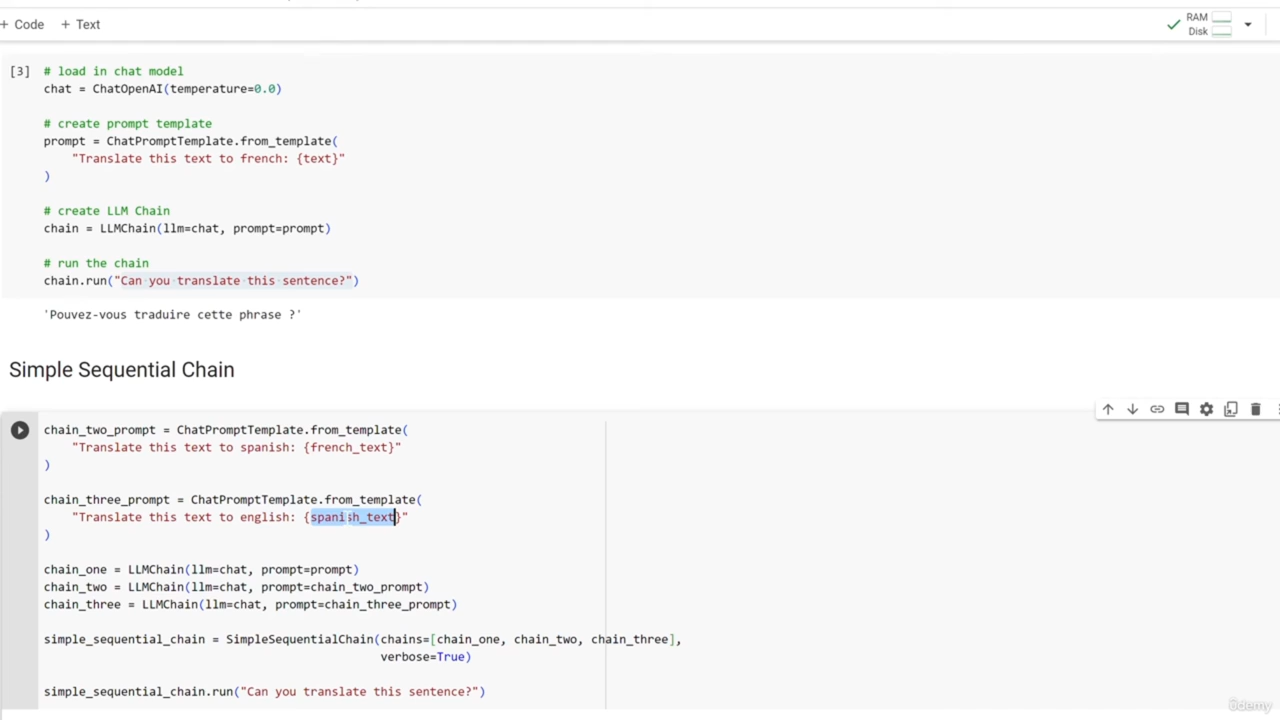 + Code + Text
RAM
Disk
[3] # load in chat model
chat = ChatOpenAI(temperature=0.0)
# create prompt template
prompt = ChatPromptTemplate.from_template(
"Translate this text to french: {text}"
)
# create LLM Chain
chain = LLMChain(llm=chat, prompt=prompt)
# run the chain
chain.run("Can you translate this sentence?")
'Pouvez-vous traduire cette phrase ?'
Simple Sequential Chain
chain_two_prompt = ChatPromptTemplate.from_template(
"Translate this text to spanish: {french_text}"
)
chain_three_prompt = ChatPromptTemplate.from_template(
"Translate this text to english: {spanish_text}"
)
chain_one = LLMChain(llm=chat, prompt=prompt)
chain_two = LLMChain(llm=chat, prompt=chain_two_prompt)
chain_three = LLMChain(llm=chat, prompt=chain_three_prompt)
simple_sequential_chain = SimpleSequentialChain(chains=[chain_one, chain_two, chain_three],
verbose=True)
simple_sequential_chain.run("Can you translate this sentence?")
ûdemy